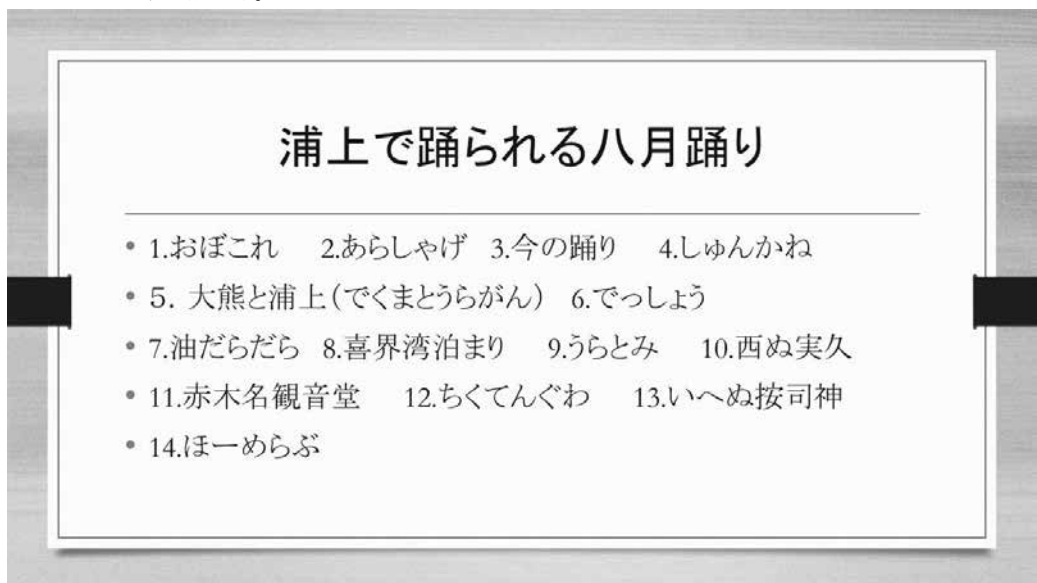 浦上で踊られる八月踊り
• 1.おぼこれ 2.あらしゃげ 3.今の踊り 4.しゅんかね
• 5. 大熊と浦上(でくまとうらがん) 6.でっしょう
• 7.油だらだら 8.喜界湾泊まり 9.うらとみ 10.西ぬ実久
• 11.赤木名観音堂 12.ちくてんぐわ 13.いへぬ按司神
• 14.ほーめらぶ